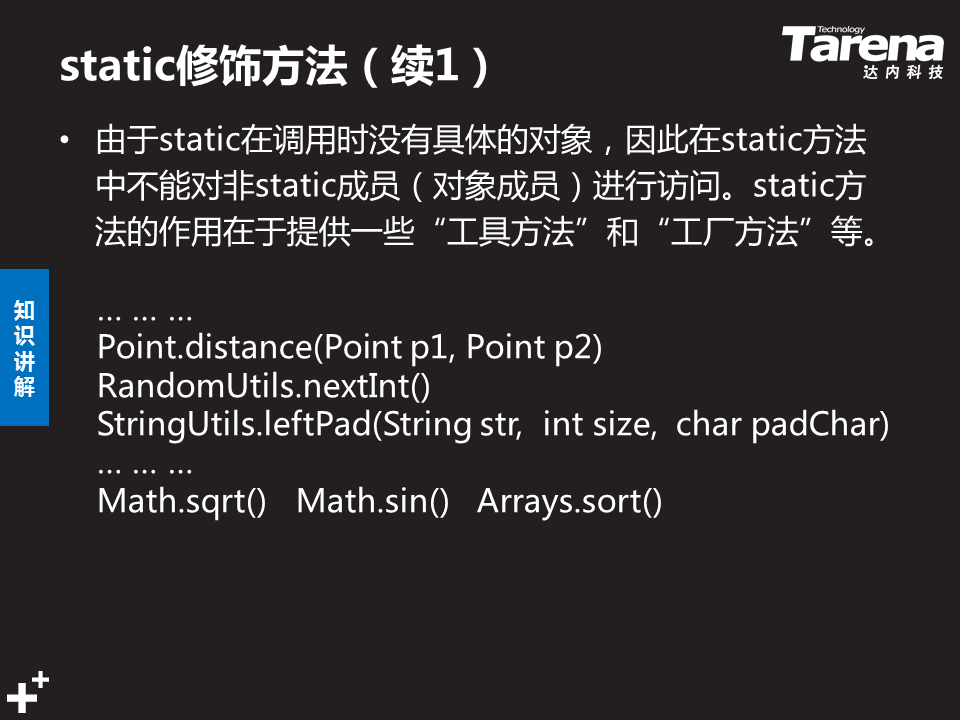 static修饰方法（续1）
Technology
Tarena
达内科技
• 由于static在调用时没有具体的对象，因此在static方法
中不能对非static成员（对象成员）进行访问。static方
法的作用在于提供一些“工具方法”和“工厂方法”等。
知识讲解
… … …
Point.distance(Point p1, Point p2)
RandomUtils.nextInt()
StringUtils.leftPad(String str,  int size,  char padChar)
… … …
Math.sqrt()   Math.sin()   Arrays.sort()